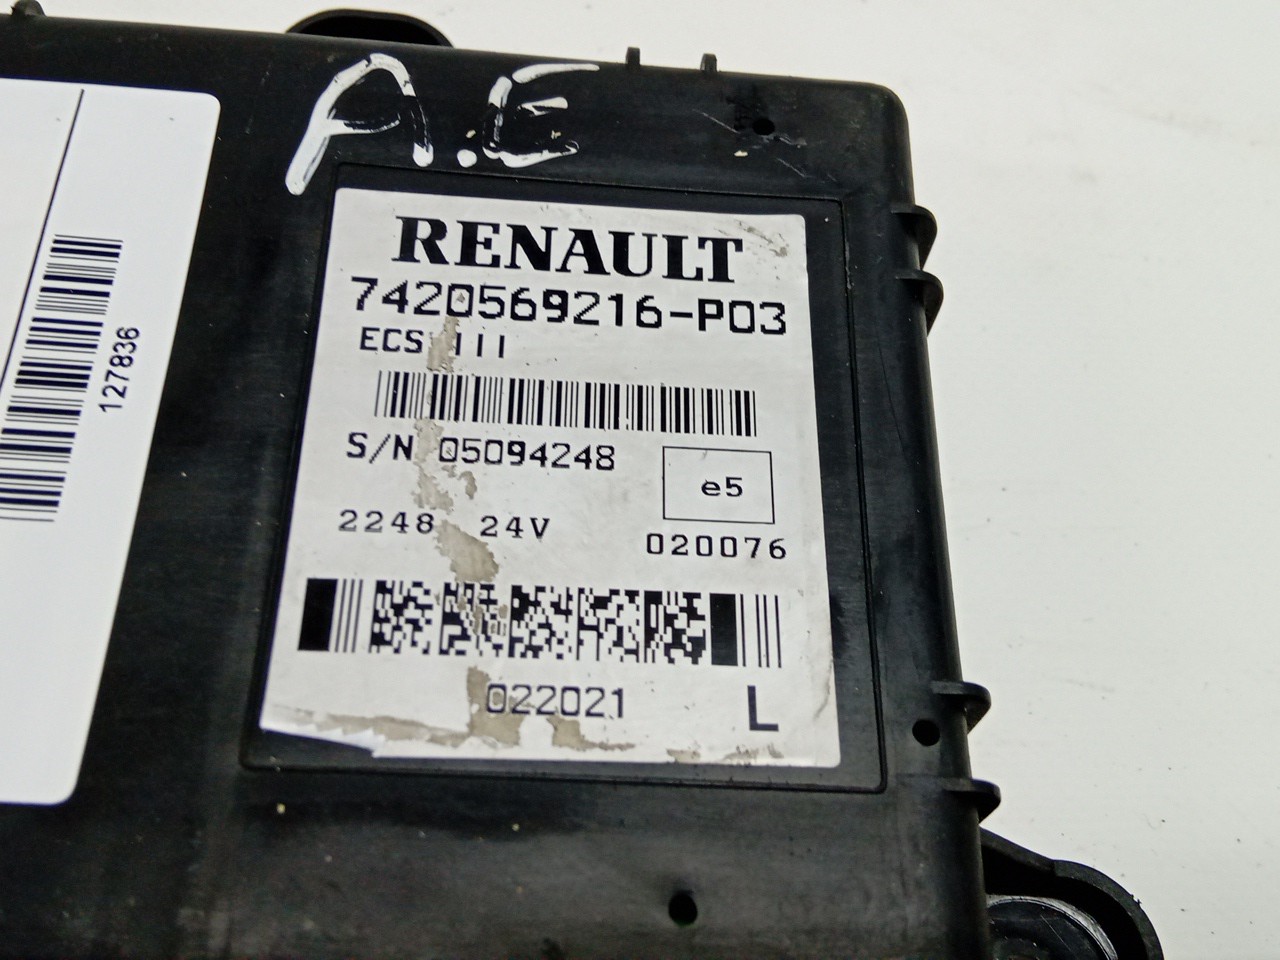 A.E
RENAULT
7420569216-P03
ECS III
S/N 05094248
e5
2248 24V
020076
022021 L
127836